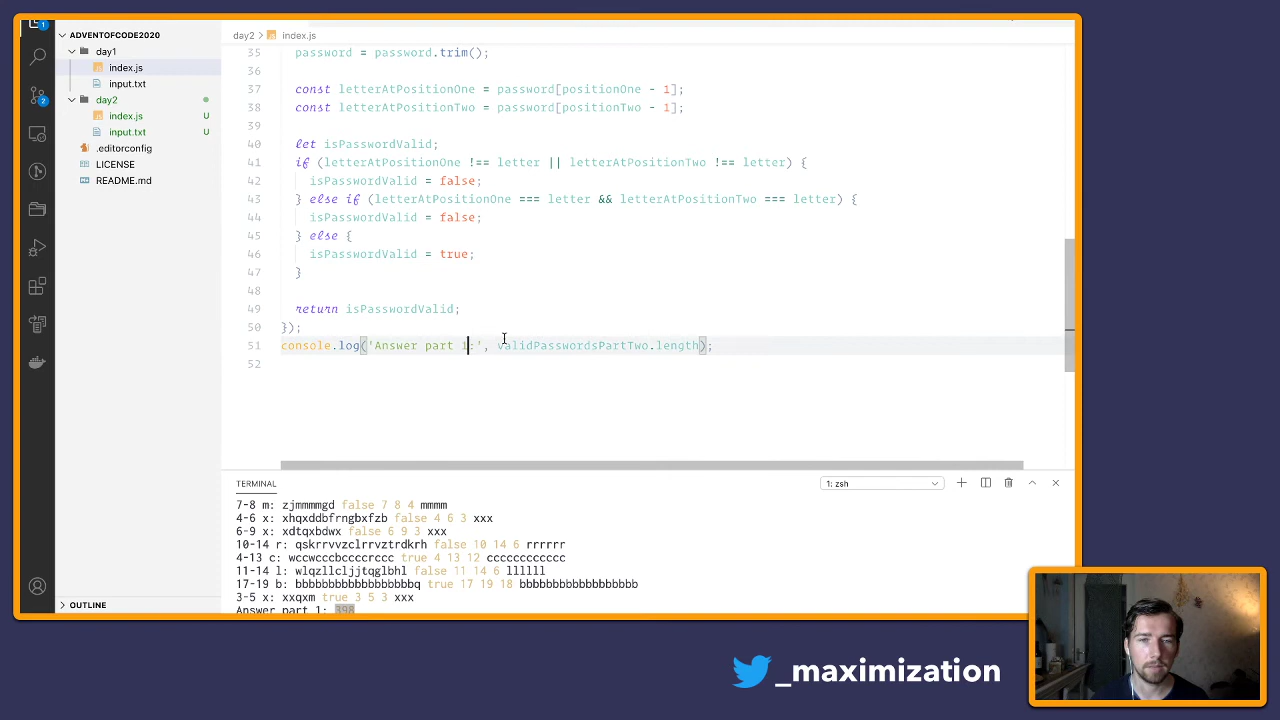 1
ADVENTOFCODE2020
day1
index.js
input.txt
2
day2
index.js U
input.txt U
.editorconfig
LICENSE
README.md
OUTLINE
day2 > index.js
35 password = password.trim();
36
37 const letterAtPositionOne = password[positionOne - 1];
38 const letterAtPositionTwo = password[positionTwo - 1];
39
40 let isPasswordValid;
41 if (letterAtPositionOne !== letter || letterAtPositionTwo !== letter) {
42 isPasswordValid = false;
43 } else if (letterAtPositionOne === letter && letterAtPositionTwo === letter) {
44 isPasswordValid = false;
45 } else {
46 isPasswordValid = true;
47 }
48
49 return isPasswordValid;
50 });
51 console.log('Answer part 1:', validPasswordsPartTwo.length);
52
TERMINAL 1: zsh
7-8 m: zjmmmmgd false 7 8 4 mmmm
4-6 x: xhqxddbfrngbxfzb false 4 6 3 xxx
6-9 x: xdtqxbdwx false 6 9 3 xxx
10-14 r: qskrrvvzclrrvztrdkrh false 10 14 6 rrrrrr
4-13 c: wccwcccbccccrccc true 4 13 12 cccccccccccc
11-14 l: wlqzllcljjtqglbhl false 11 14 6 llllll
17-19 b: bbbbbbbbbbbbbbbbbbq true 17 19 18 bbbbbbbbbbbbbbbbbb
3-5 x: xxqxm true 3 5 3 xxx
Answer part 1: 398
_maximization